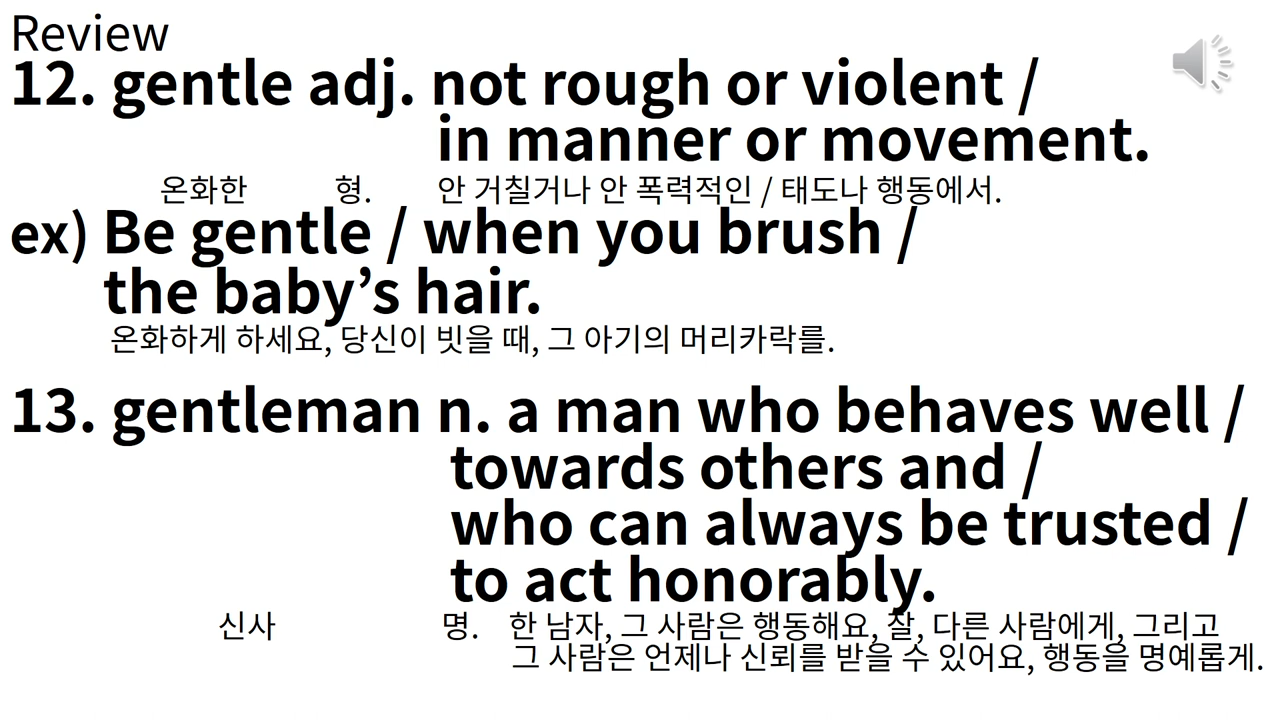 Review
12. gentle adj. not rough or violent /
in manner or movement.
온화한 형. 안 거칠거나 안 폭력적인 / 태도나 행동에서.
ex) Be gentle / when you brush /
the baby’s hair.
온화하게 하세요, 당신이 빗을 때, 그 아기의 머리카락를.
13. gentleman n. a man who behaves well /
towards others and /
who can always be trusted /
to act honorably.
신사 명. 한 남자, 그 사람은 행동해요, 잘, 다른 사람에게, 그리고
그 사람은 언제나 신뢰를 받을 수 있어요, 행동을 명예롭게.